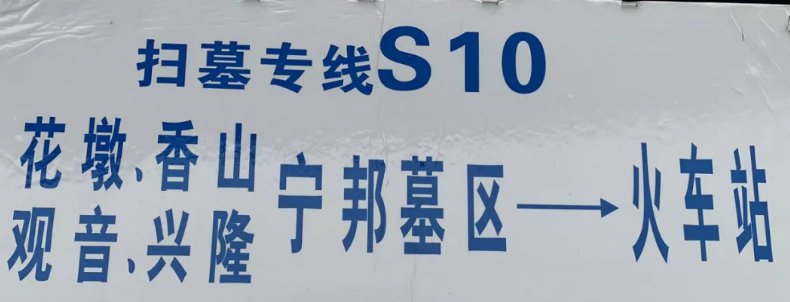 扫墓专线S10
花墩、香山
观音、兴隆
宁邦墓区→火车站